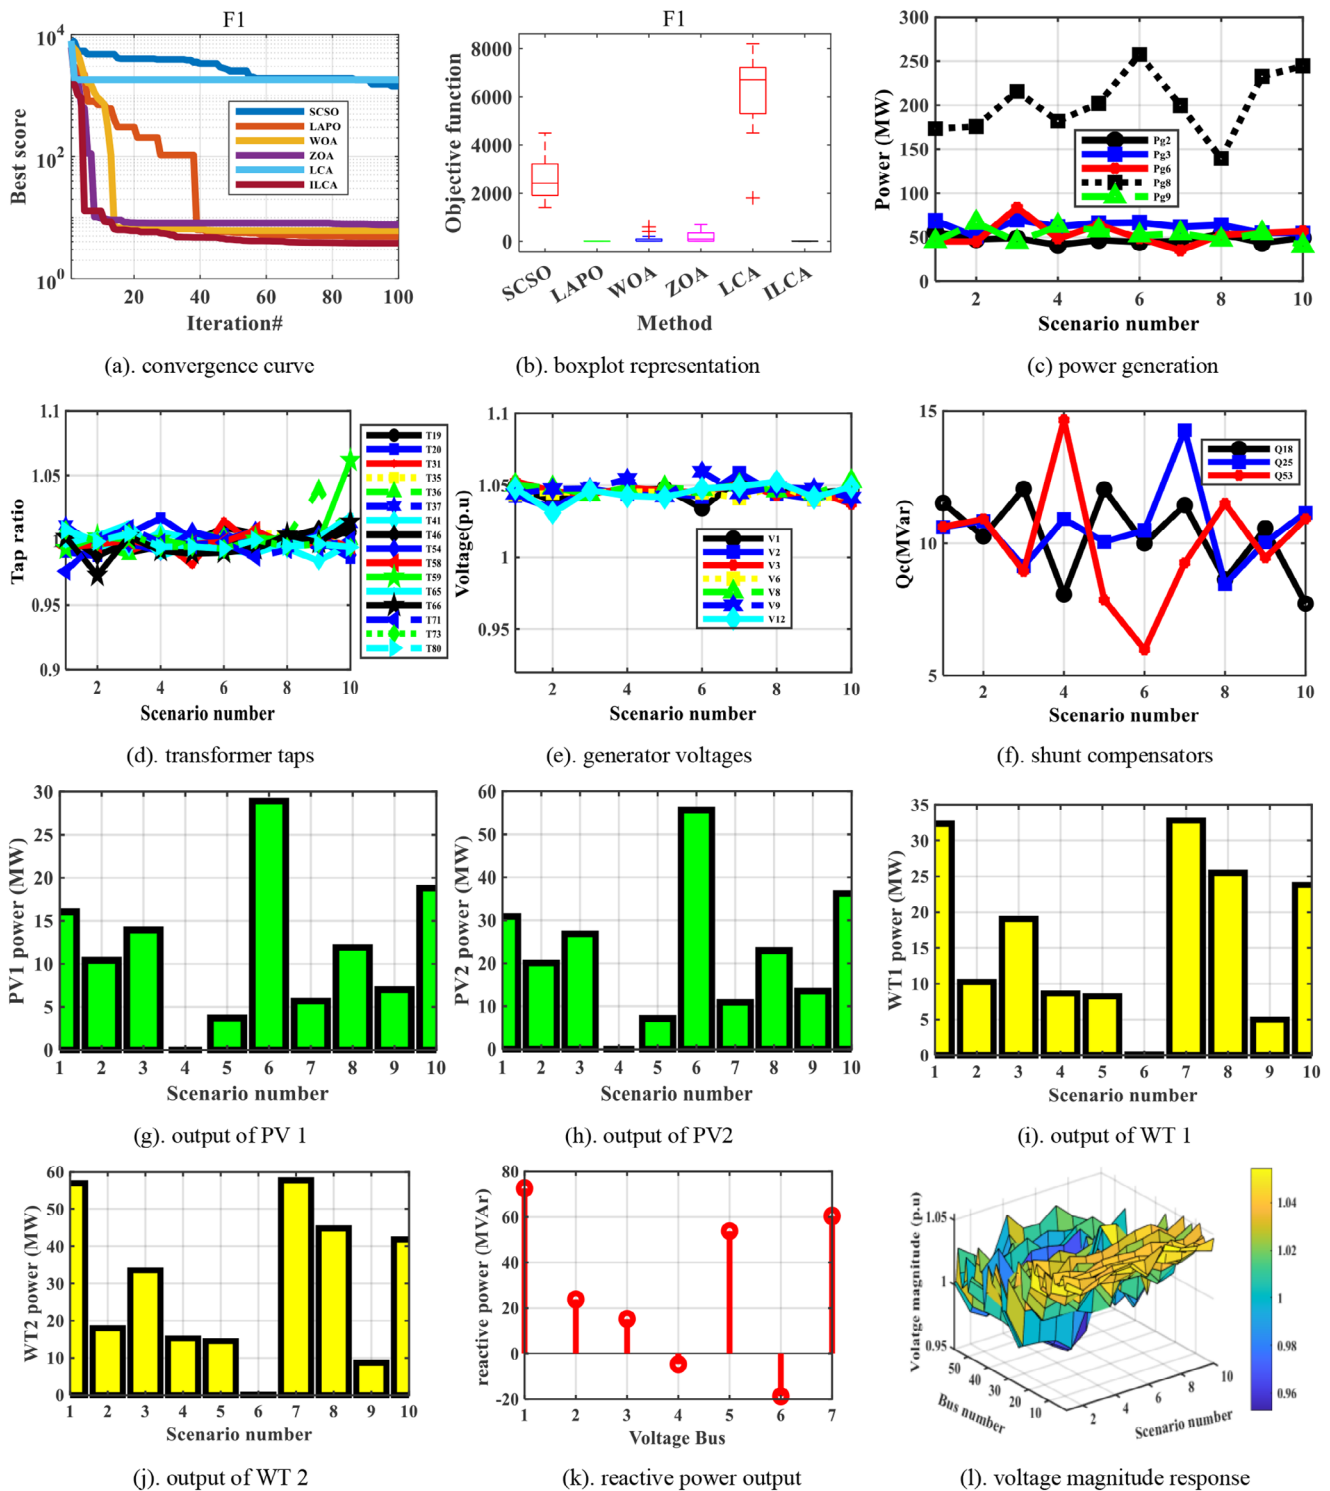 F1
10^4
10^2
10^0
Best score
SCSO
LAPO
WOA
ZOA
LCA
ILCA
20 40 60 80 100
Iteration#
(a). convergence curve
F1
8000
6000
4000
2000
0
Objective function
SCSO LAPO WOA ZOA LCA ILCA
Method
(b). boxplot representation
300
250
200
150
100
50
0
Power (MW)
Pg2
Pg3
Pg6
Pg8
Pg9
2 4 6 8 10
Scenario number
(c) power generation
1.1
1.05
1
0.95
0.9
Tap ratio
T19
T20
T31
T35
T36
T37
T41
T46
T54
T58
T59
T65
T66
T71
T73
T80
2 4 6 8 10
Scenario number
(d). transformer taps
1.1
1.05
1
0.95
Voltage(p.u)
V1
V2
V3
V6
V8
V9
V12
2 4 6 8 10
Scenario number
(e). generator voltages
15
10
5
Qc(MVar)
Q18
Q25
Q53
2 4 6 8 10
Scenario number
(f). shunt compensators
30
25
20
15
10
5
0
PV1 power (MW)
1 2 3 4 5 6 7 8 9 10
Scenario number
(g). output of PV 1
60
50
40
30
20
10
0
PV2 power (MW)
1 2 3 4 5 6 7 8 9 10
Scenario number
(h). output of PV2
35
30
25
20
15
10
5
0
WT1 power (MW)
1 2 3 4 5 6 7 8 9 10
Scenario number
(i). output of WT 1
60
50
40
30
20
10
0
WT2 power (MW)
1 2 3 4 5 6 7 8 9 10
Scenario number
(j). output of WT 2
80
60
40
20
0
-20
reactive power (MVAr)
1 2 3 4 5 6 7
Voltage Bus
(k). reactive power output
1.05
1
0.95
Volatge magnitude (p.u)
50 40 30 20 10
Bus number
2 4 6 8 10
Scenario number
1.04
1.02
1
0.98
0.96
(l). voltage magnitude response